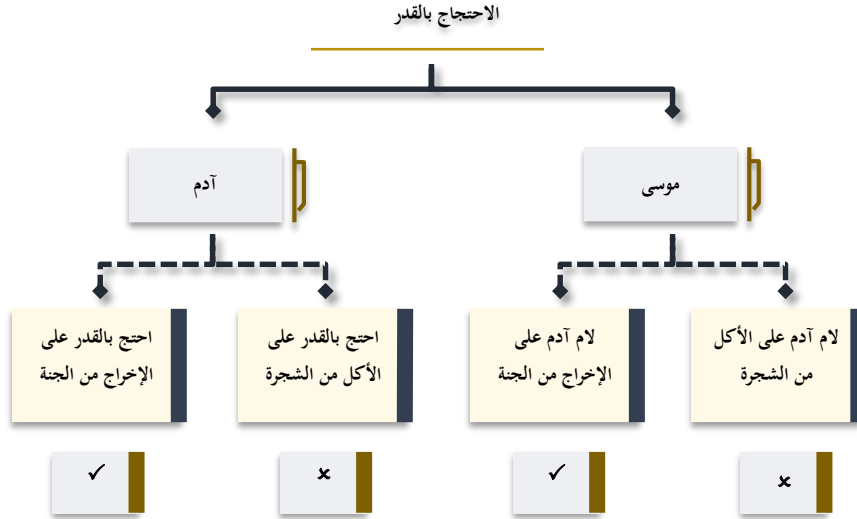 الاحتجاج بالقدر
موسى
آدم
لام آدم على الأكل
من الشجرة
لام آدم على
الإخراج من الجنة
احتج بالقدر على
الأكل من الشجرة
احتج بالقدر على
الإخراج من الجنة
×
✓
×
✓